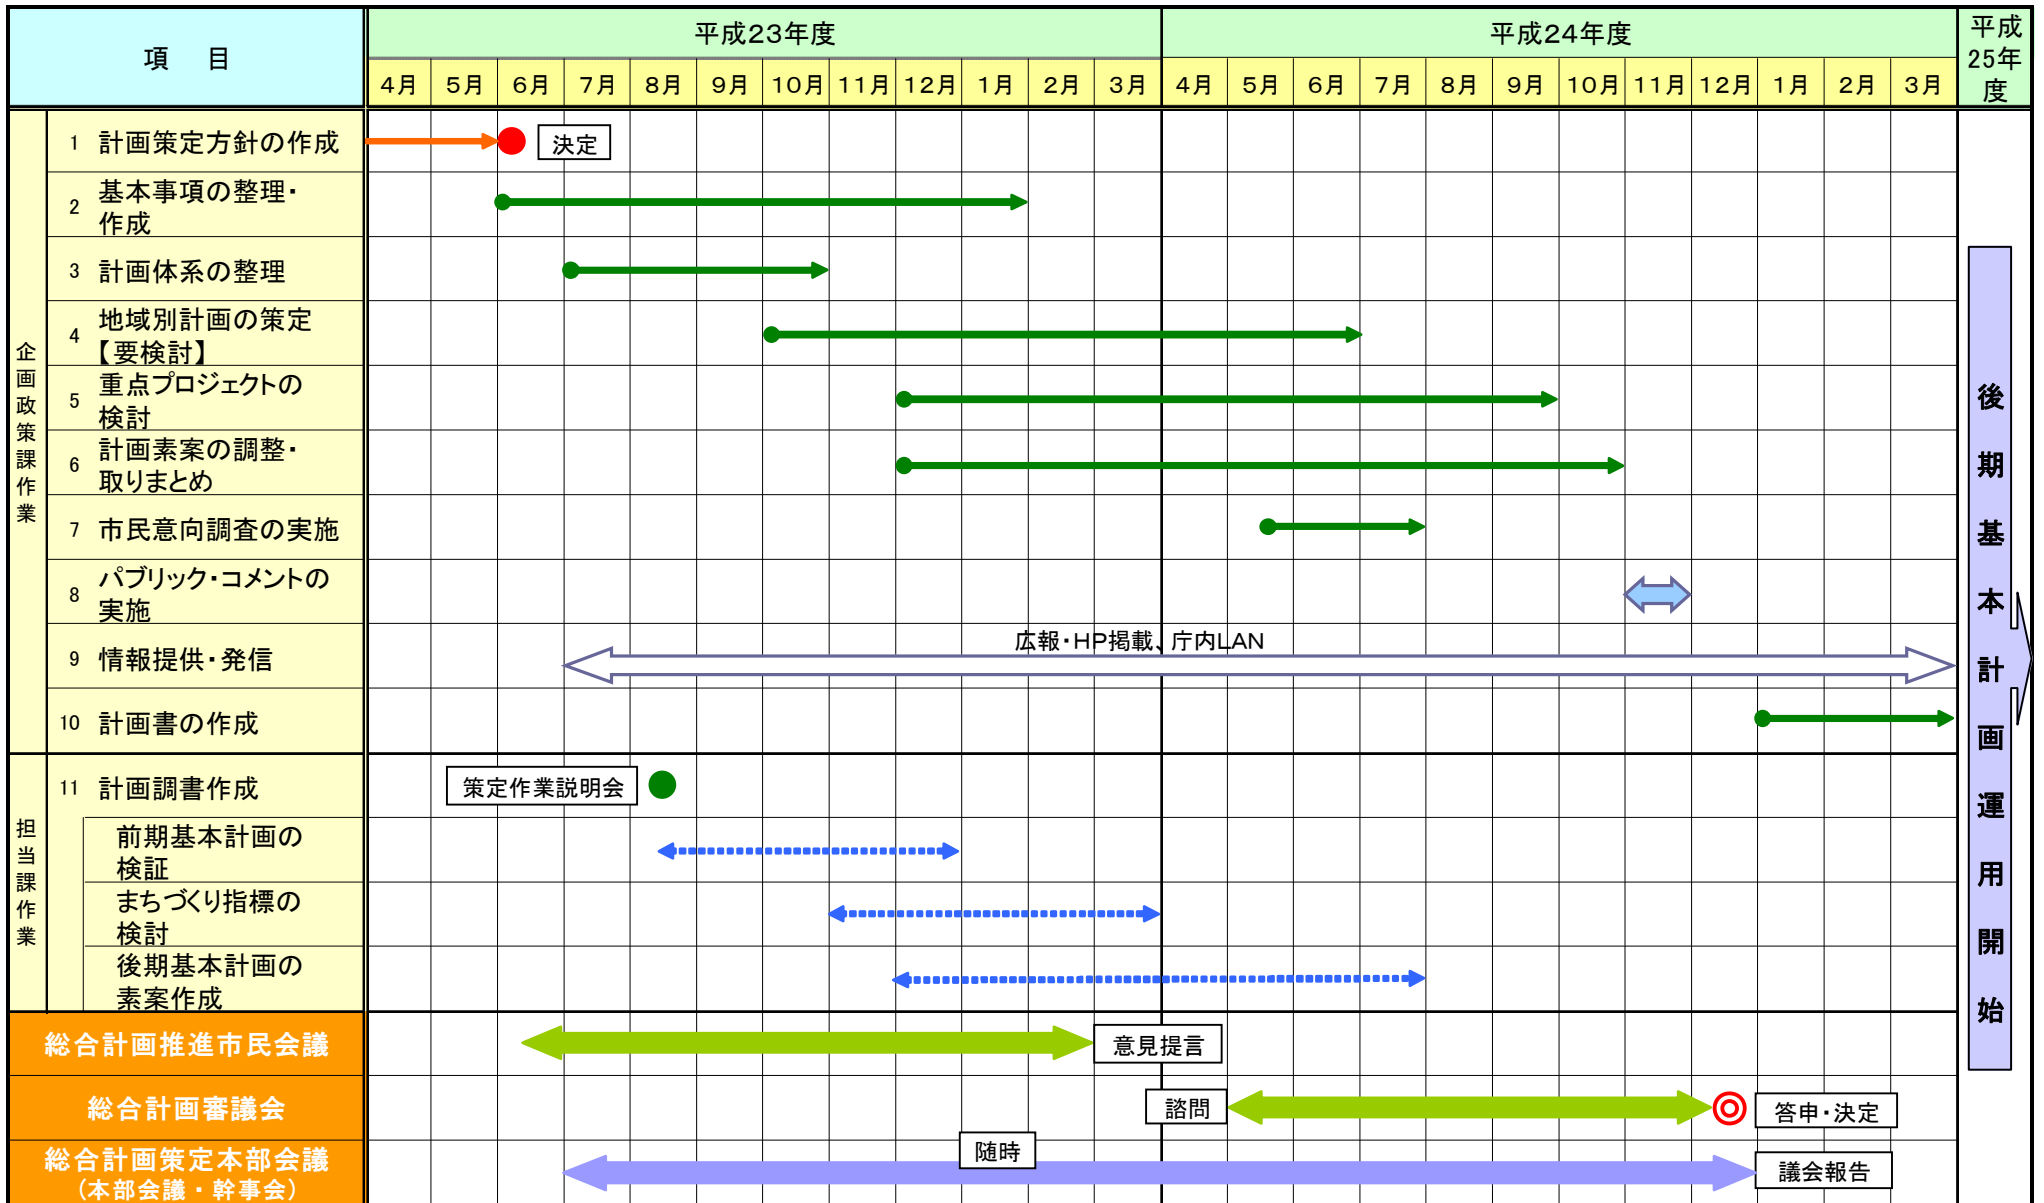 項　目
平成23年度
平成24年度
平成
25年
度
4月 5月 6月 7月 8月 9月 10月 11月 12月 1月 2月 3月 4月 5月 6月 7月 8月 9月 10月 11月 12月 1月 2月 3月
企画政策課作業
1 計画策定方針の作成
決定
2 基本事項の整理・
作成
3 計画体系の整理
4 地域別計画の策定
【要検討】
5 重点プロジェクトの
検討
6 計画素案の調整・
取りまとめ
7 市民意向調査の実施
8 パブリック・コメントの
実施
9 情報提供・発信
広報・HP掲載、庁内LAN
10 計画書の作成
担当課作業
11 計画調書作成
策定作業説明会
前期基本計画の
検証
まちづくり指標の
検討
後期基本計画の
素案作成
総合計画推進市民会議
意見提言
総合計画審議会
諮問
答申・決定
総合計画策定本部会議
（本部会議・幹事会）
随時
議会報告
後期基本計画運用開始